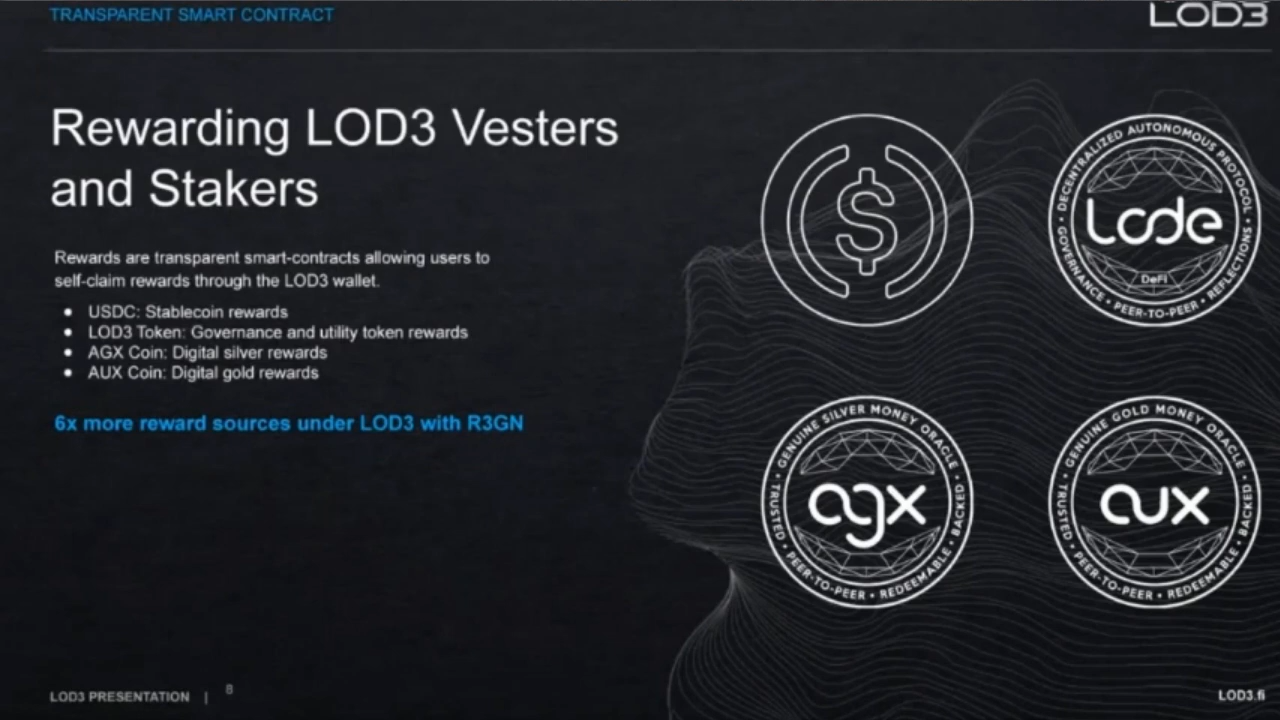 TRANSPARENT SMART CONTRACT
LOD3
Rewarding LOD3 Vesters
and Stakers
Rewards are transparent smart-contracts allowing users to
self-claim rewards through the LOD3 wallet.
• USDC: Stablecoin rewards
• LOD3 Token: Governance and utility token rewards
• AGX Coin: Digital silver rewards
• AUX Coin: Digital gold rewards
6x more reward sources under LOD3 with R3GN
$
DECENTRALIZED AUTONOMOUS PROTOCOL
Lode
DeFi
• GOVERNANCE • PEER-TO-PEER • REFLECTIONS •
GENUINE SILVER MONEY ORACLE
agx
• TRUSTED • PEER-TO-PEER • REDEEMABLE • BACKED •
GENUINE GOLD MONEY ORACLE
aux
• TRUSTED • PEER-TO-PEER • REDEEMABLE • BACKED •
LOD3 PRESENTATION | 8
LOD3.fi